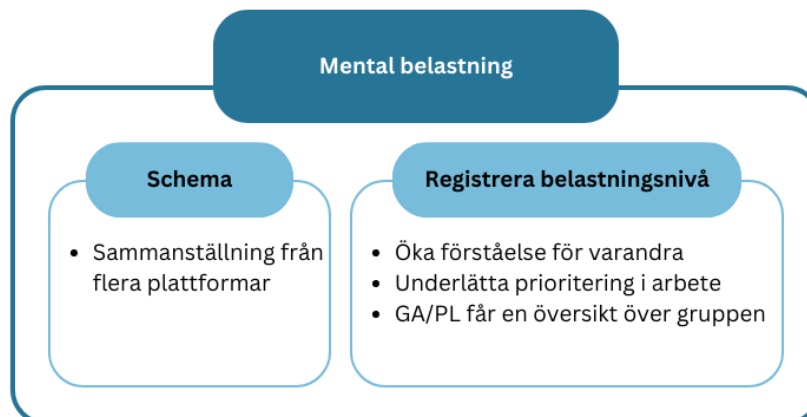 Mental belastning
Schema
• Sammanställning från
flera plattformar
Registrera belastningsnivå
• Öka förståelse för varandra
• Underlätta prioritering i arbete
• GA/PL får en översikt över gruppen